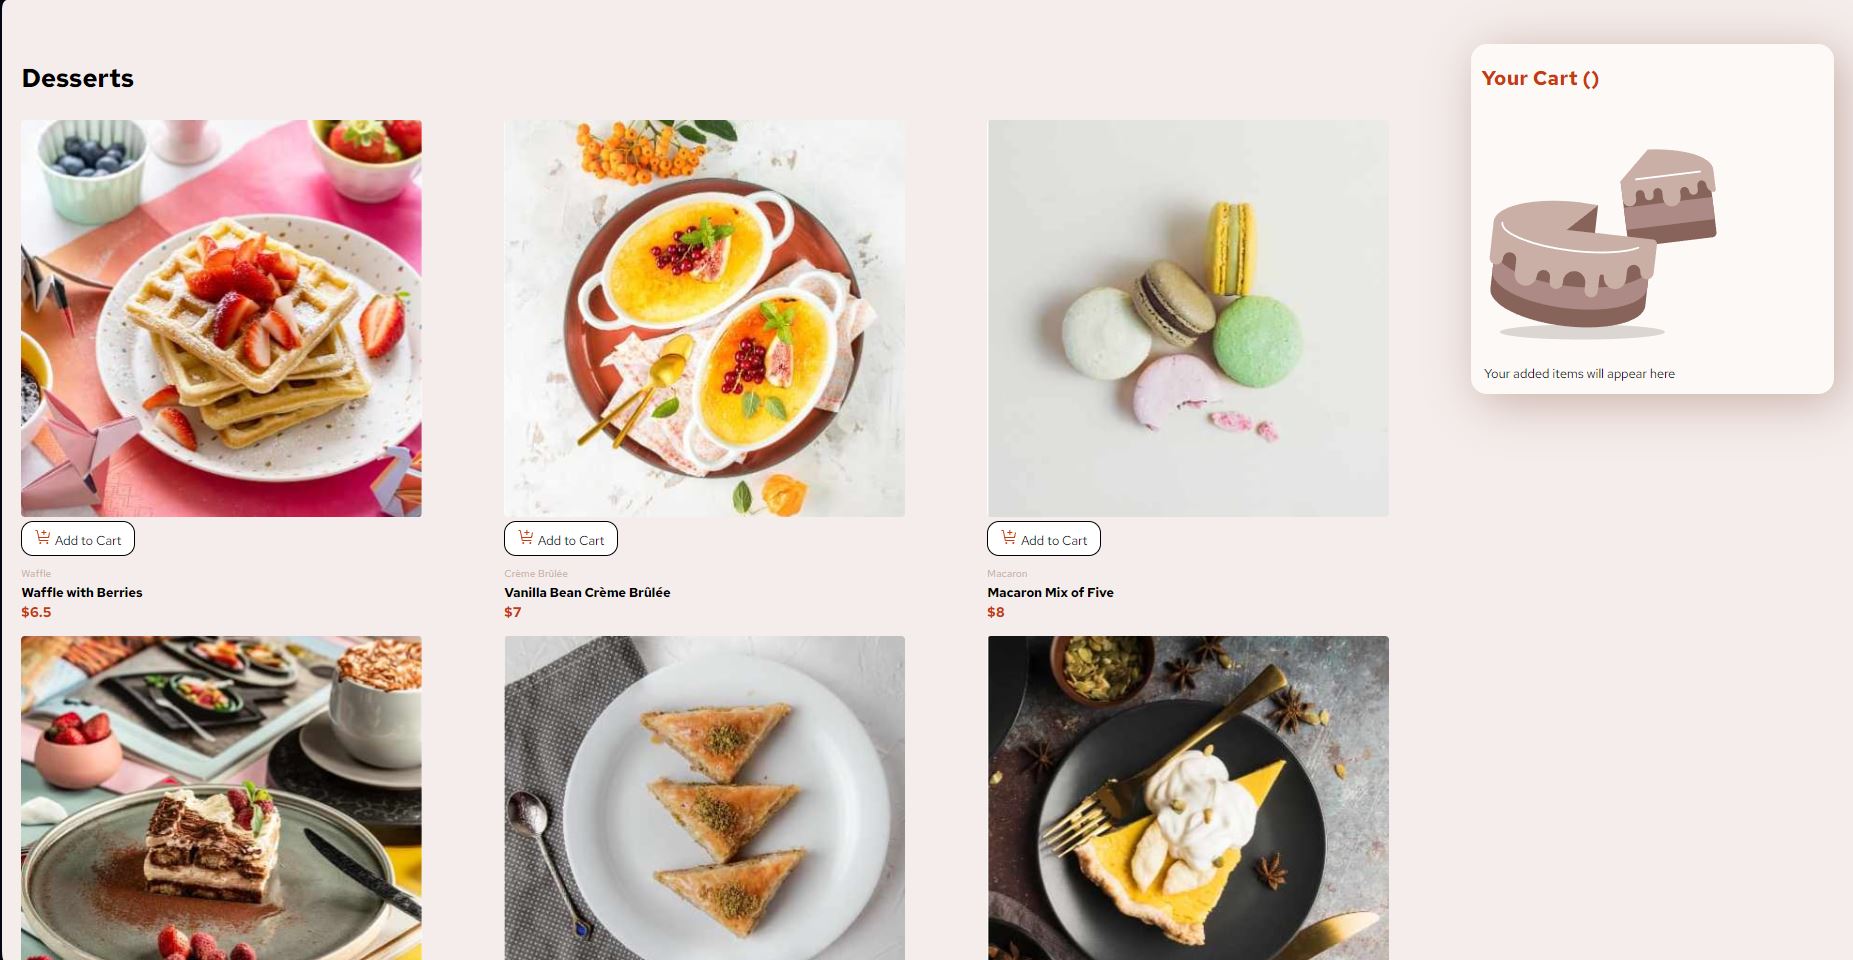 Desserts
Your Cart ()
Your added items will appear here
Add to Cart
Add to Cart
Add to Cart
Waffle
Crème Brûlée
Macaron
Waffle with Berries
Vanilla Bean Crème Brûlée
Macaron Mix of Five
$6.5
$7
$8